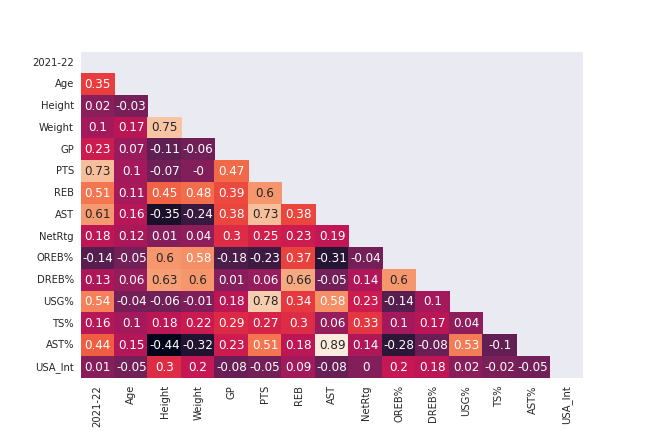 2021-22
Age 0.35
Height 0.02 -0.03
Weight 0.1 0.17 0.75
GP 0.23 0.07 -0.11 -0.06
PTS 0.73 0.1 -0.07 -0 0.47
REB 0.51 0.11 0.45 0.48 0.39 0.6
AST 0.61 0.16 -0.35 -0.24 0.38 0.73 0.38
NetRtg 0.18 0.12 0.01 0.04 0.3 0.25 0.23 0.19
OREB% -0.14 -0.05 0.6 0.58 -0.18 -0.23 0.37 -0.31 -0.04
DREB% 0.13 0.06 0.63 0.6 0.01 0.06 0.66 -0.05 0.14 0.6
USG% 0.54 -0.04 -0.06 -0.01 0.18 0.78 0.34 0.58 0.23 -0.14 0.1
TS% 0.16 0.1 0.18 0.22 0.29 0.27 0.3 0.06 0.33 0.1 0.17 0.04
AST% 0.44 0.15 -0.44 -0.32 0.23 0.51 0.18 0.89 0.14 -0.28 -0.08 0.53 -0.1
USA_Int 0.01 -0.05 0.3 0.2 -0.08 -0.05 0.09 -0.08 0 0.2 0.18 0.02 -0.02 -0.05
2021-22 Age Height Weight GP PTS REB AST NetRtg OREB% DREB% USG% TS% AST% USA_Int